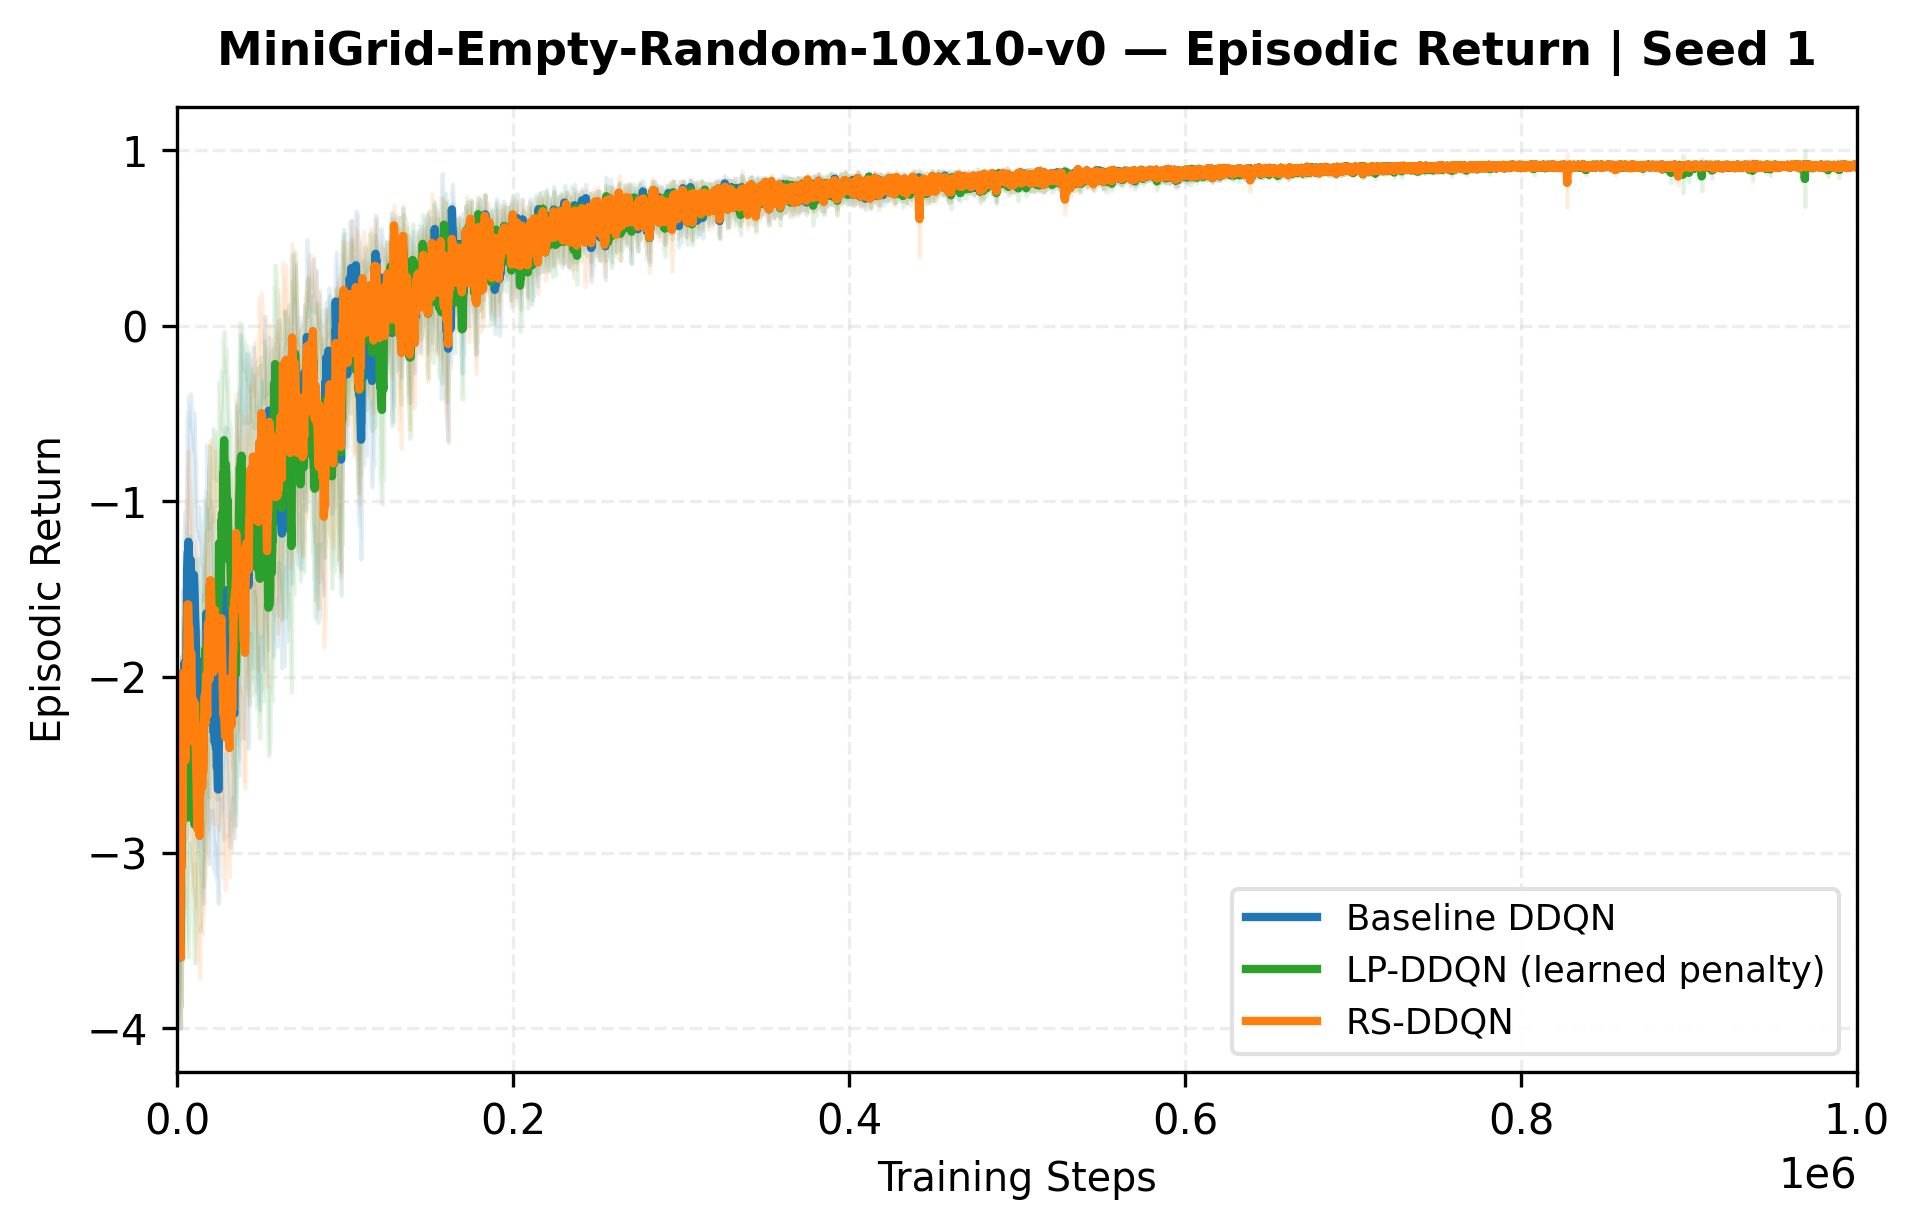 MiniGrid-Empty-Random-10x10-v0 — Episodic Return | Seed 1
1
0
−1
−2
−3
−4
Episodic Return
Baseline DDQN
LP-DDQN (learned penalty)
RS-DDQN
0.0 0.2 0.4 0.6 0.8 1.0
1e6
Training Steps